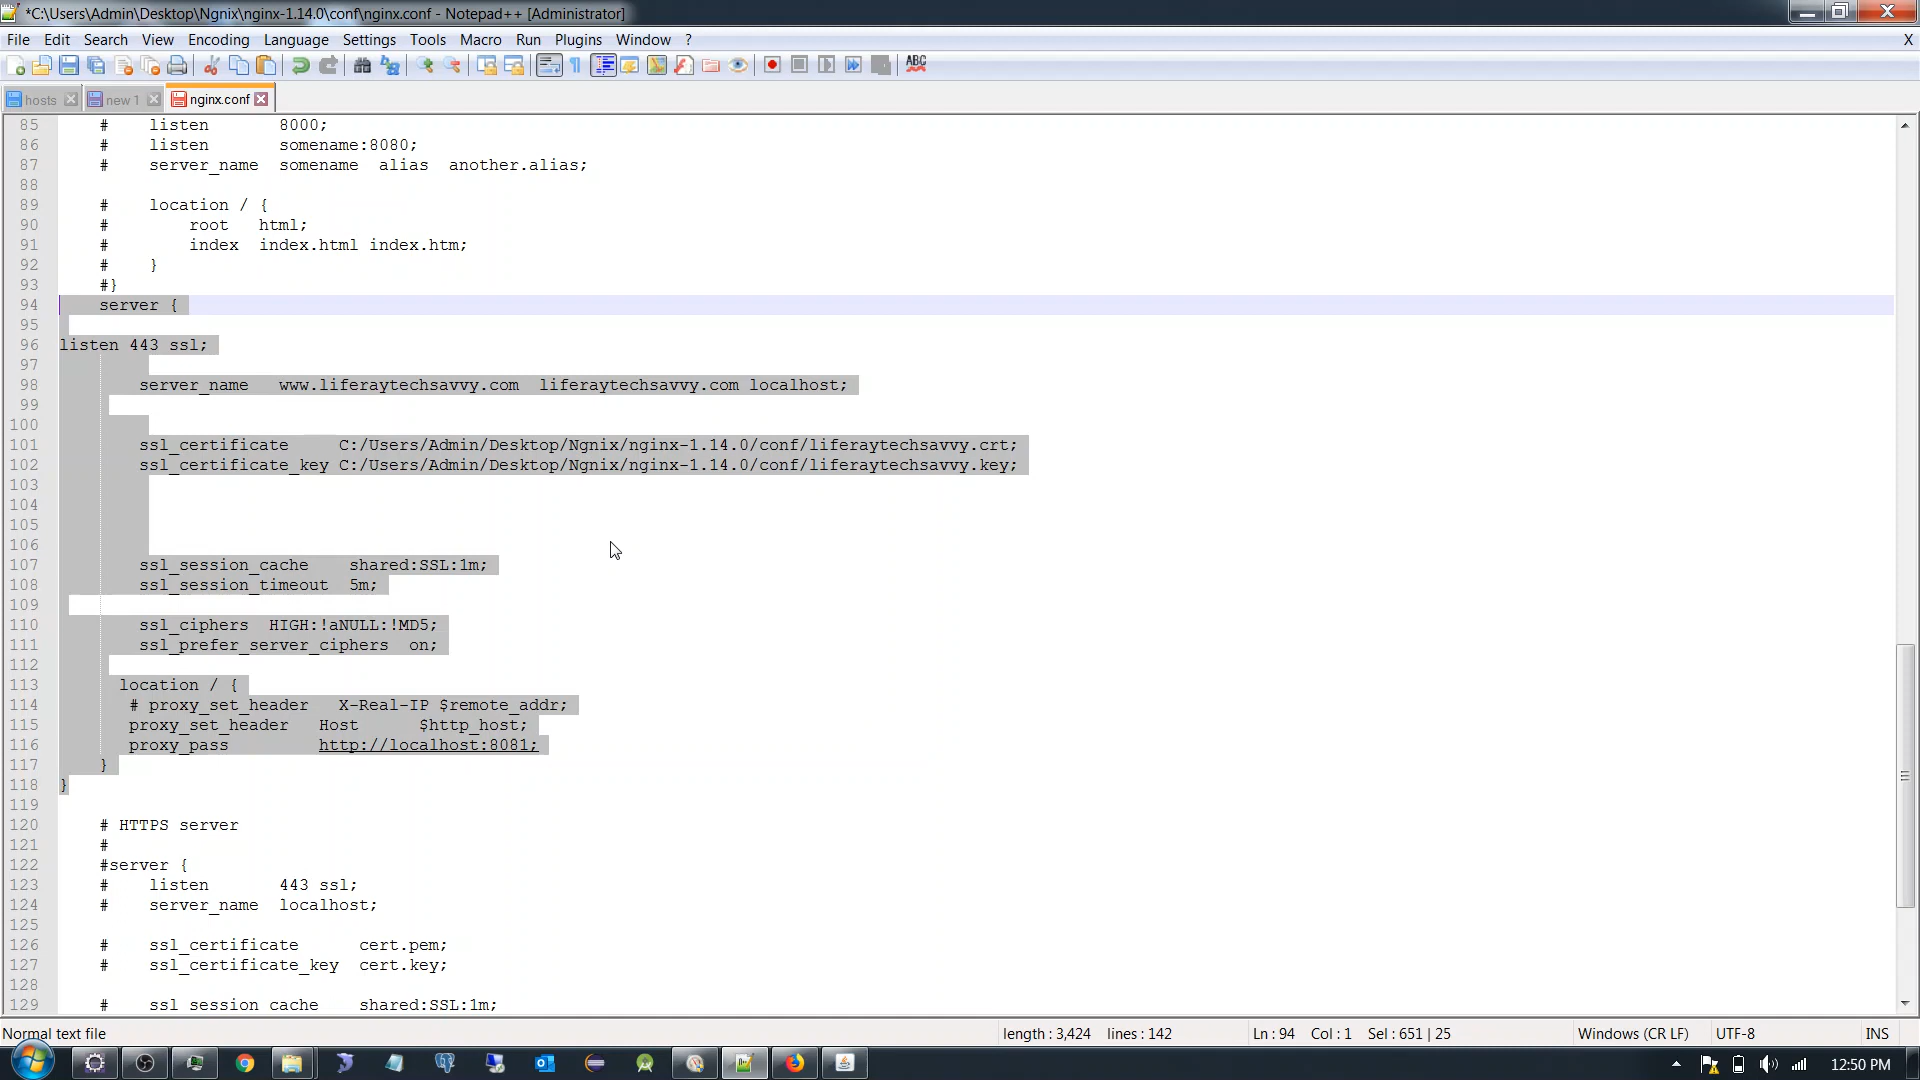 *C:\Users\Admin\Desktop\Ngnix\nginx-1.14.0\conf\nginx.conf - Notepad++ [Administrator]
File Edit Search View Encoding Language Settings Tools Macro Run Plugins Window ? X
ABC
hosts new 1 nginx.conf
85 # listen 8000;
86 # listen somename:8080;
87 # server_name somename alias another.alias;
88
89 # location / {
90 # root html;
91 # index index.html index.htm;
92 # }
93 #}
94 server {
95
96 listen 443 ssl;
97
98 server_name www.liferaytechsavvy.com liferaytechsavvy.com localhost;
99
100
101 ssl_certificate C:/Users/Admin/Desktop/Ngnix/nginx-1.14.0/conf/liferaytechsavvy.crt;
102 ssl_certificate_key C:/Users/Admin/Desktop/Ngnix/nginx-1.14.0/conf/liferaytechsavvy.key;
103
104
105
106
107 ssl_session_cache shared:SSL:1m;
108 ssl_session_timeout 5m;
109
110 ssl_ciphers HIGH:!aNULL:!MD5;
111 ssl_prefer_server_ciphers on;
112
113 location / {
114 # proxy_set_header X-Real-IP $remote_addr;
115 proxy_set_header Host $http_host;
116 proxy_pass http://localhost:8081;
117 }
118 }
119
120 # HTTPS server
121 #
122 #server {
123 # listen 443 ssl;
124 # server_name localhost;
125
126 # ssl_certificate cert.pem;
127 # ssl_certificate_key cert.key;
128
129 # ssl_session_cache shared:SSL:1m;
Normal text file length : 3,424 lines : 142 Ln : 94 Col : 1 Sel : 651 | 25 Windows (CR LF) UTF-8 INS
12:50 PM